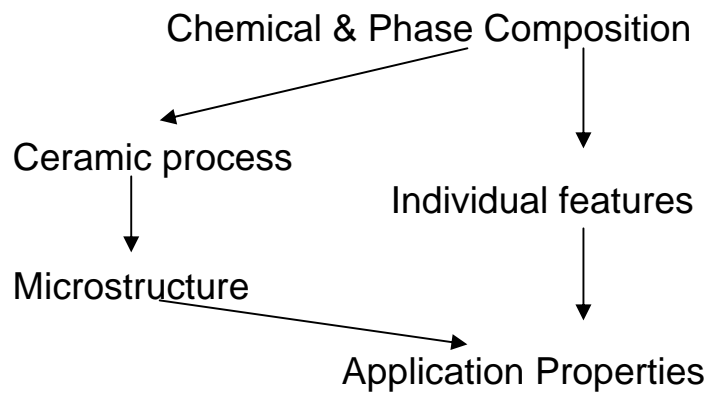 Chemical & Phase Composition
Ceramic process
Individual features
Microstructure
Application Properties